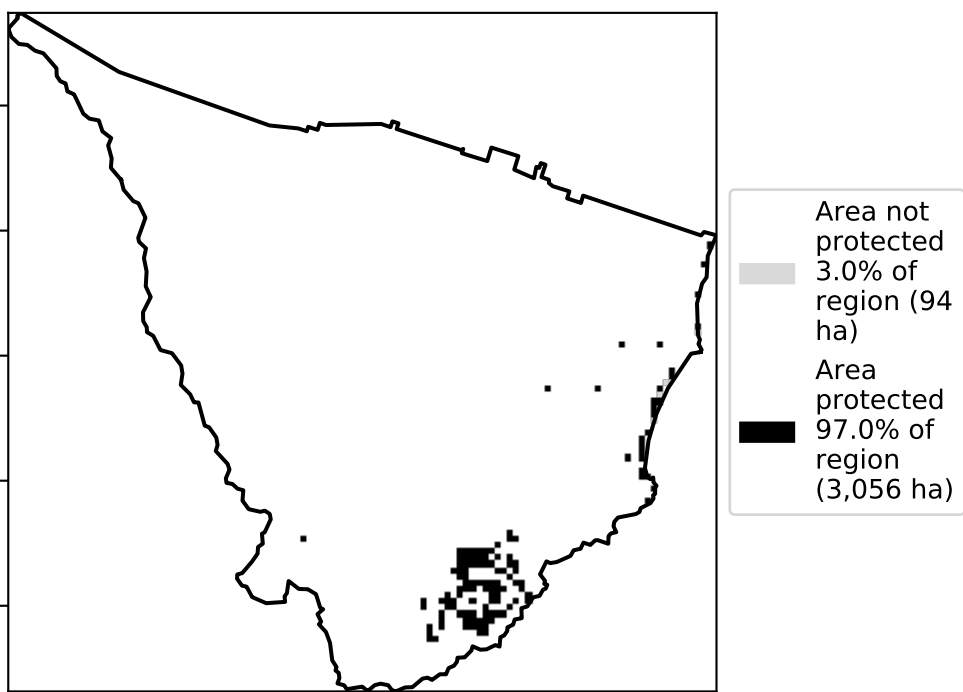 Area not
protected
3.0% of
region (94
ha)
Area
protected
97.0% of
region
(3,056 ha)